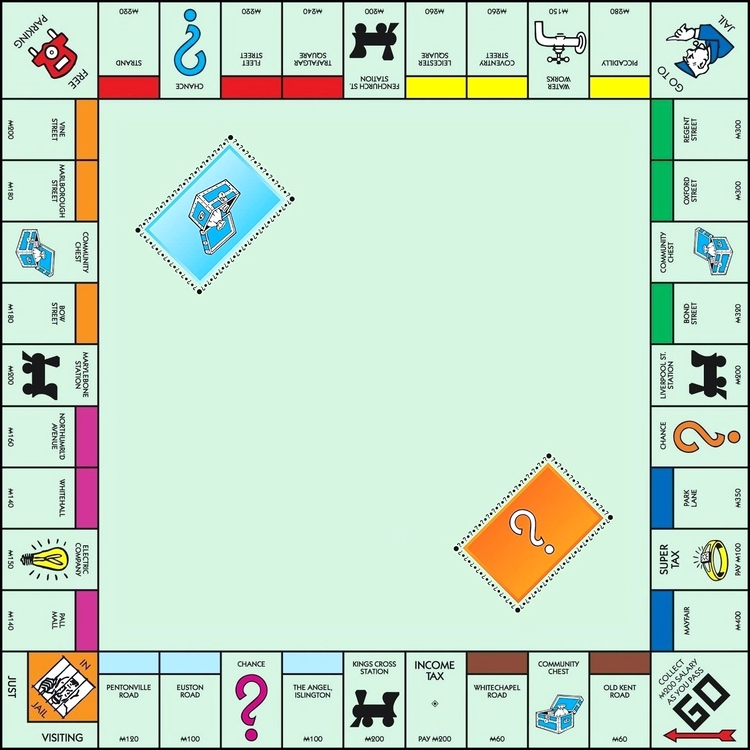 FREE
PARKING
STRAND
₩220
CHANCE
FLEET
STREET
₩220
TRAFALGAR
SQUARE
₩240
FENCHURCH ST.
STATION
₩200
LEICESTER
SQUARE
₩260
COVENTRY
STREET
₩260
WATER
WORKS
₩150
PICCADILLY
₩280
GO TO
JAIL
REGENT
STREET
₩300
OXFORD
STREET
₩300
COMMUNITY
CHEST
BOND
STREET
₩320
LIVERPOOL ST.
STATION
₩200
CHANCE
?
PARK
LANE
₩350
SUPER
TAX
PAY ₩100
MAYFAIR
₩400
COLLECT
₩200 SALARY
AS YOU PASS
GO
OLD KENT
ROAD
₩60
COMMUNITY
CHEST
WHITECHAPEL
ROAD
₩60
INCOME
TAX
PAY ₩200
KINGS CROSS
STATION
₩200
THE ANGEL,
ISLINGTON
₩100
CHANCE
?
EUSTON
ROAD
₩100
PENTONVILLE
ROAD
₩120
IN
JAIL
JUST
VISITING
PALL
MALL
₩140
ELECTRIC
COMPANY
₩150
WHITEHALL
₩140
NORTHUMRL'D
AVENUE
₩160
MARYLEBONE
STATION
₩200
BOW
STREET
₩180
COMMUNITY
CHEST
MARLBOROUGH
STREET
₩180
VINE
STREET
₩200
?
?